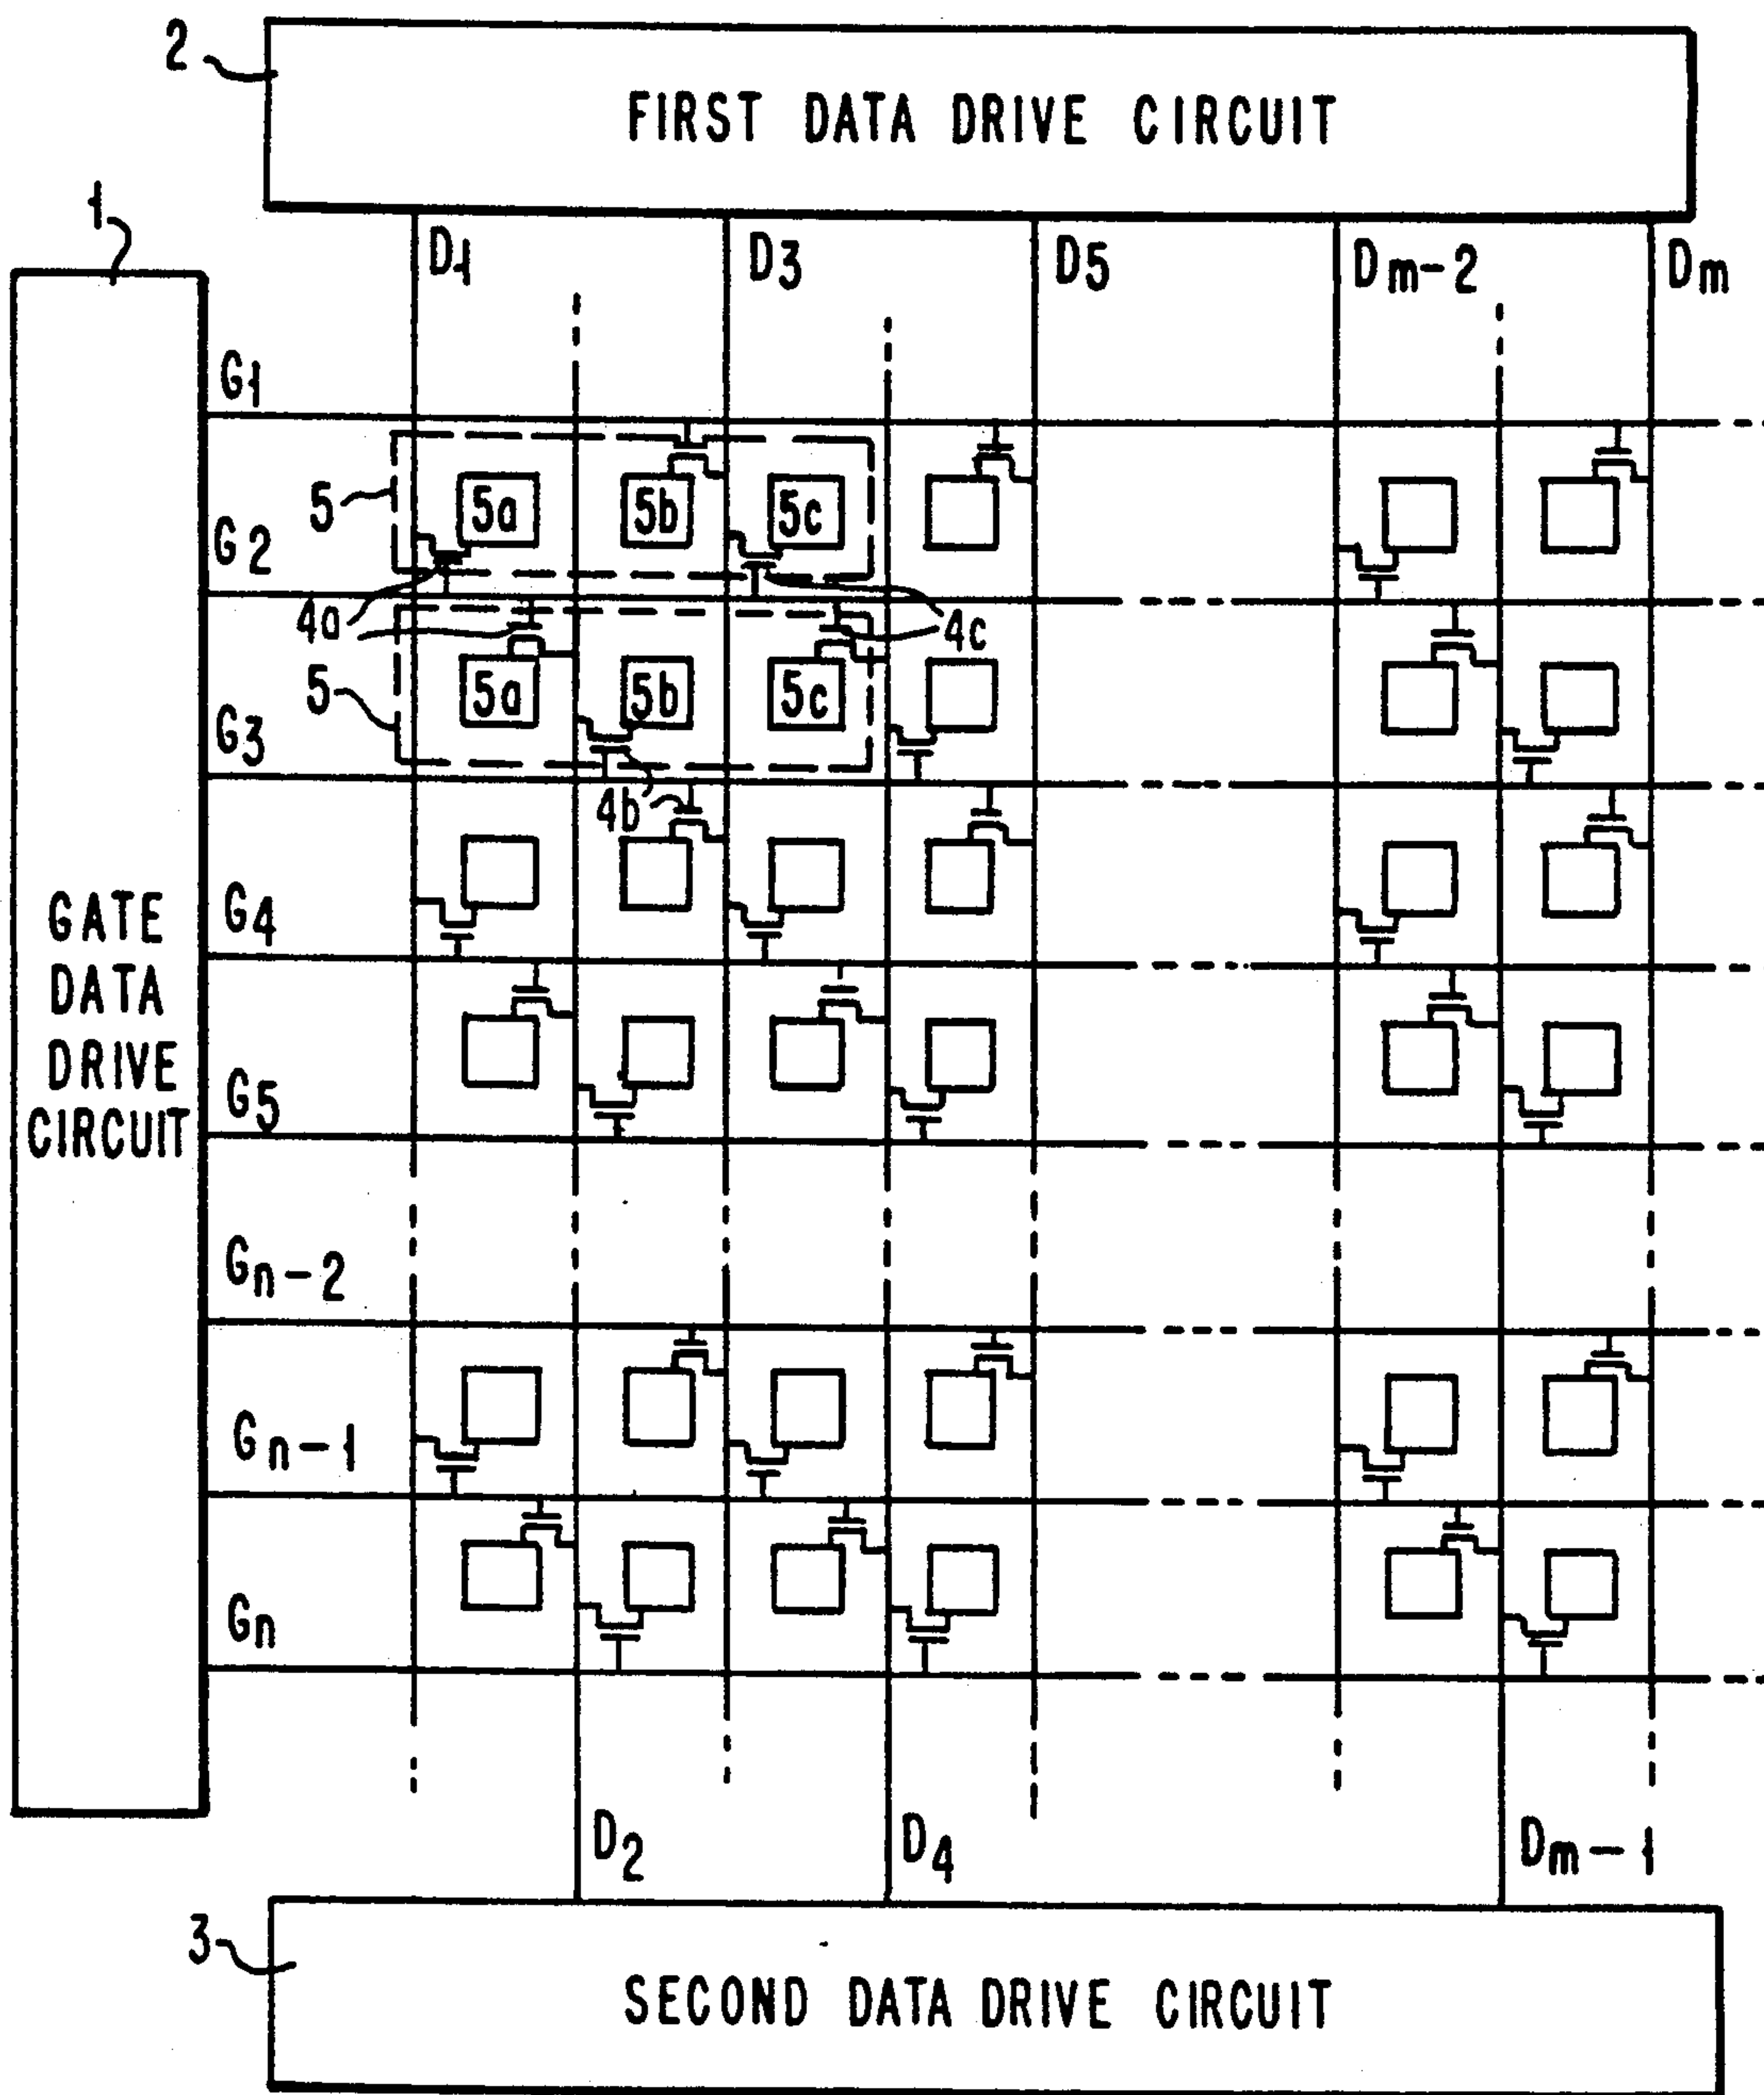 2
FIRST DATA DRIVE CIRCUIT
1
D1 D3 D5 Dm-2 Dm
G1
5 5a 5b 5c
G2
4a 4c
5 5a 5b 5c
G3
4b
GATE
DATA
DRIVE
CIRCUIT
G4
G5
Gn-2
Gn-1
Gn
D2 D4 Dm-1
3
SECOND DATA DRIVE CIRCUIT